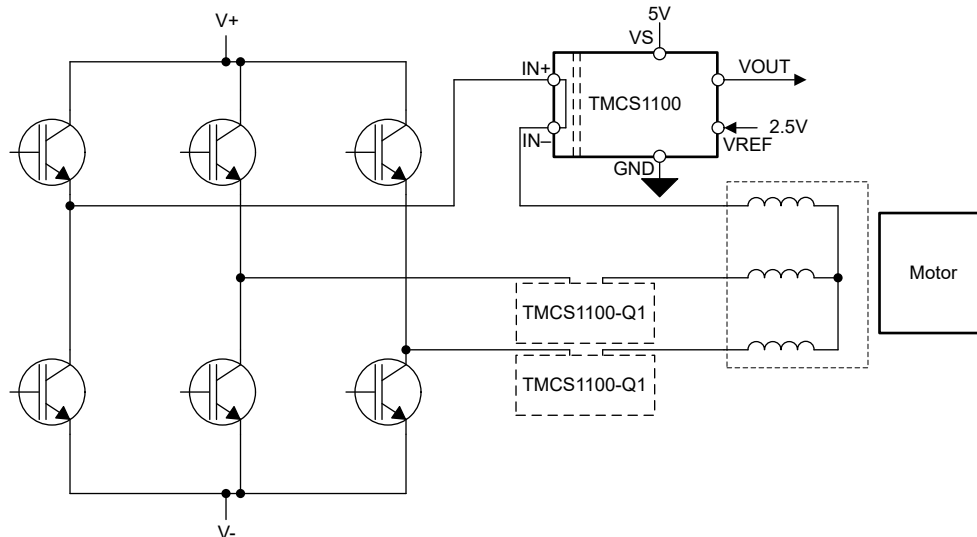 V+
5V
VS
IN+
VOUT
TMCS1100
2.5V
IN–
VREF
GND
Motor
TMCS1100-Q1
TMCS1100-Q1
V-